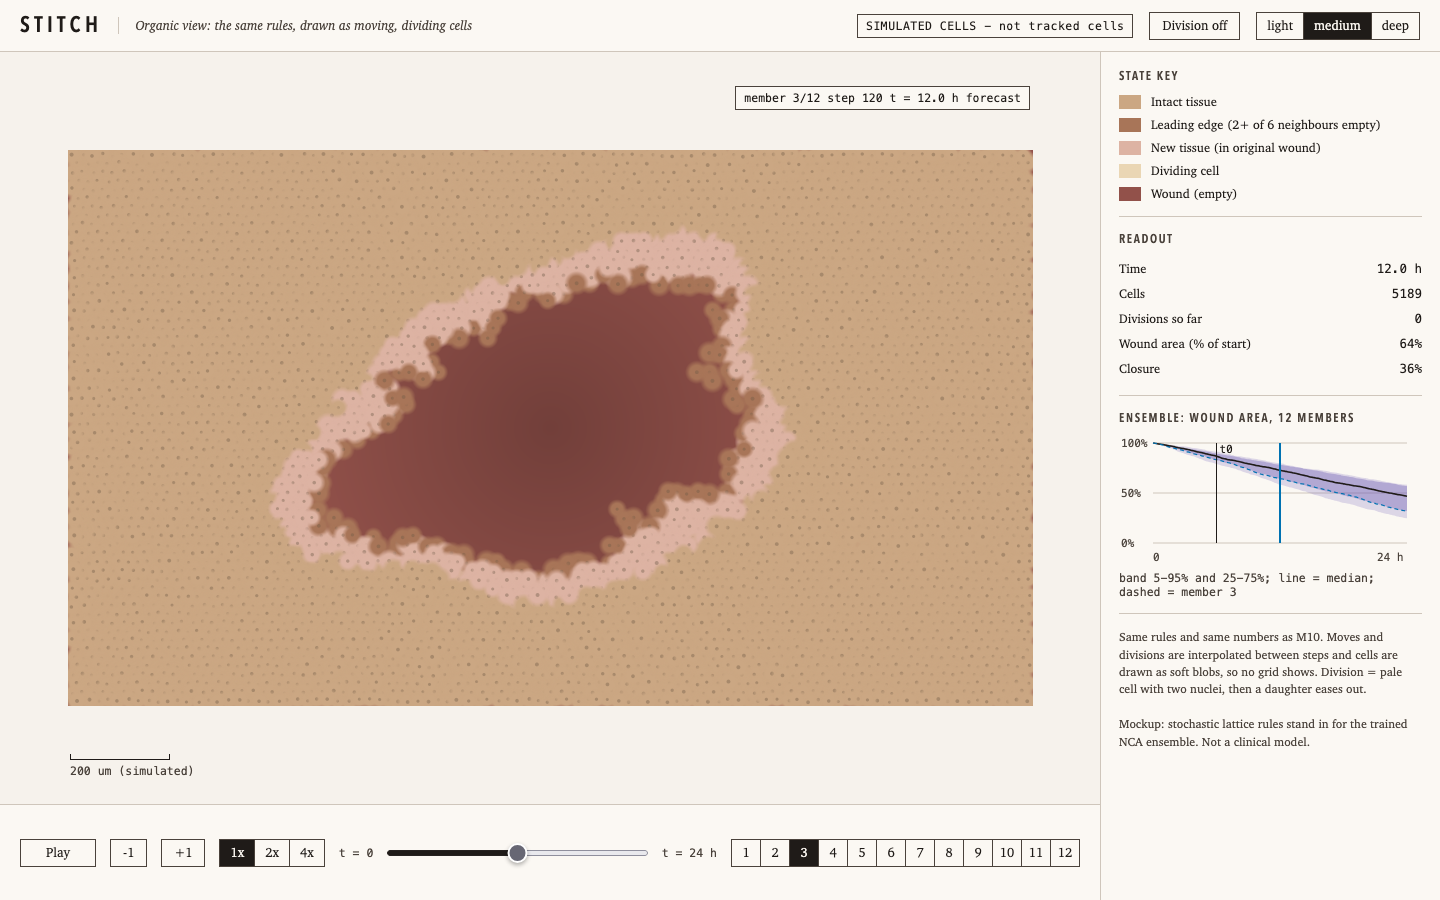 STITCH
Organic view: the same rules, drawn as moving, dividing cells
SIMULATED CELLS – not tracked cells
Division off
light medium deep
member 3/12 step 120 t = 12.0 h forecast
200 um (simulated)
Play -1 +1 1x 2x 4x t = 0 t = 24 h 1 2 3 4 5 6 7 8 9 10 11 12
STATE KEY
Intact tissue
Leading edge (2+ of 6 neighbours empty)
New tissue (in original wound)
Dividing cell
Wound (empty)
READOUT
Time 12.0 h
Cells 5189
Divisions so far 0
Wound area (% of start) 64%
Closure 36%
ENSEMBLE: WOUND AREA, 12 MEMBERS
100%
t0
50%
0%
0 24 h
band 5–95% and 25–75%; line = median;
dashed = member 3
Same rules and same numbers as M10. Moves and
divisions are interpolated between steps and cells are
drawn as soft blobs, so no grid shows. Division = pale
cell with two nuclei, then a daughter eases out.
Mockup: stochastic lattice rules stand in for the trained
NCA ensemble. Not a clinical model.